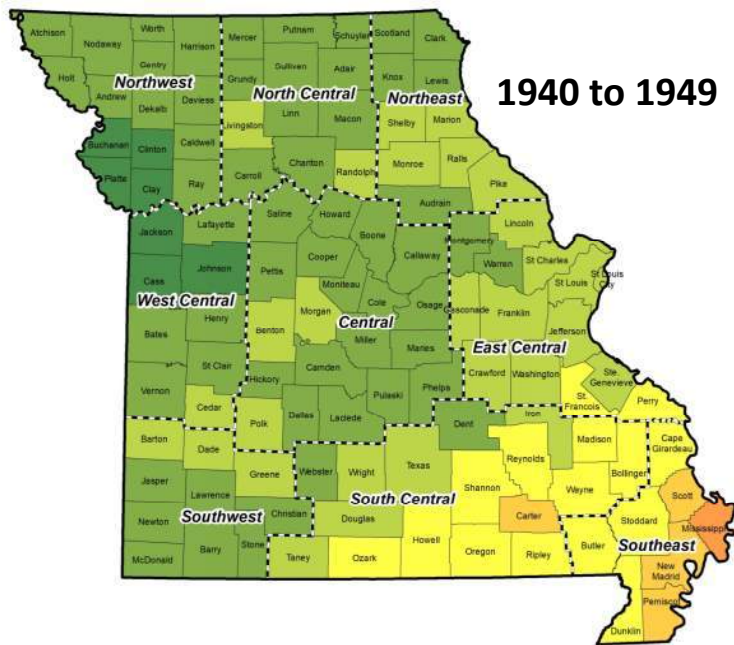 1940 to 1949
Atchison
Nodaway
Worth
Harrison
Gentry
Holt
Andrew
Northwest
Dekalb
Daviess
Buchanan
Clinton
Caldwell
Platte
Clay
Ray
Mercer
Putnam
Schuyler
Grundy
Gullivan
Adair
North Central
Livingston
Linn
Macon
Carroll
Chariton
Randolph
Scotland
Clark
Knox
Lewis
Northeast
Shelby
Marion
Monroe
Ralls
Pike
Audrain
Jackson
Lafayette
Cass
Johnson
West Central
Bates
Henry
St Clair
Vernon
Cedar
Saline
Howard
Boone
Cooper
Callaway
Pettis
Moniteau
Morgan
Cole
Osage
Benton
Central
Miller
Maries
Camden
Hickory
Pulaski
Phelps
Dallas
Laclede
Polk
Montgomery
Lincoln
Warren
St Charles
St Louis
St Louis
City
Gasconade
Franklin
Jefferson
East Central
Crawford
Washington
Ste.
Genevieve
St.
Francois
Perry
Barton
Dade
Jasper
Greene
Lawrence
Newton
Southwest
Christian
McDonald
Barry
Stone
Dent
Iron
Webster
Wright
Texas
Reynolds
Madison
Shannon
Bollinger
South Central
Wayne
Douglas
Carter
Howell
Taney
Ozark
Oregon
Ripley
Cape
Girardeau
Scott
Stoddard
Mississippi
Butler
Southeast
New
Madrid
Pemiscot
Dunklin